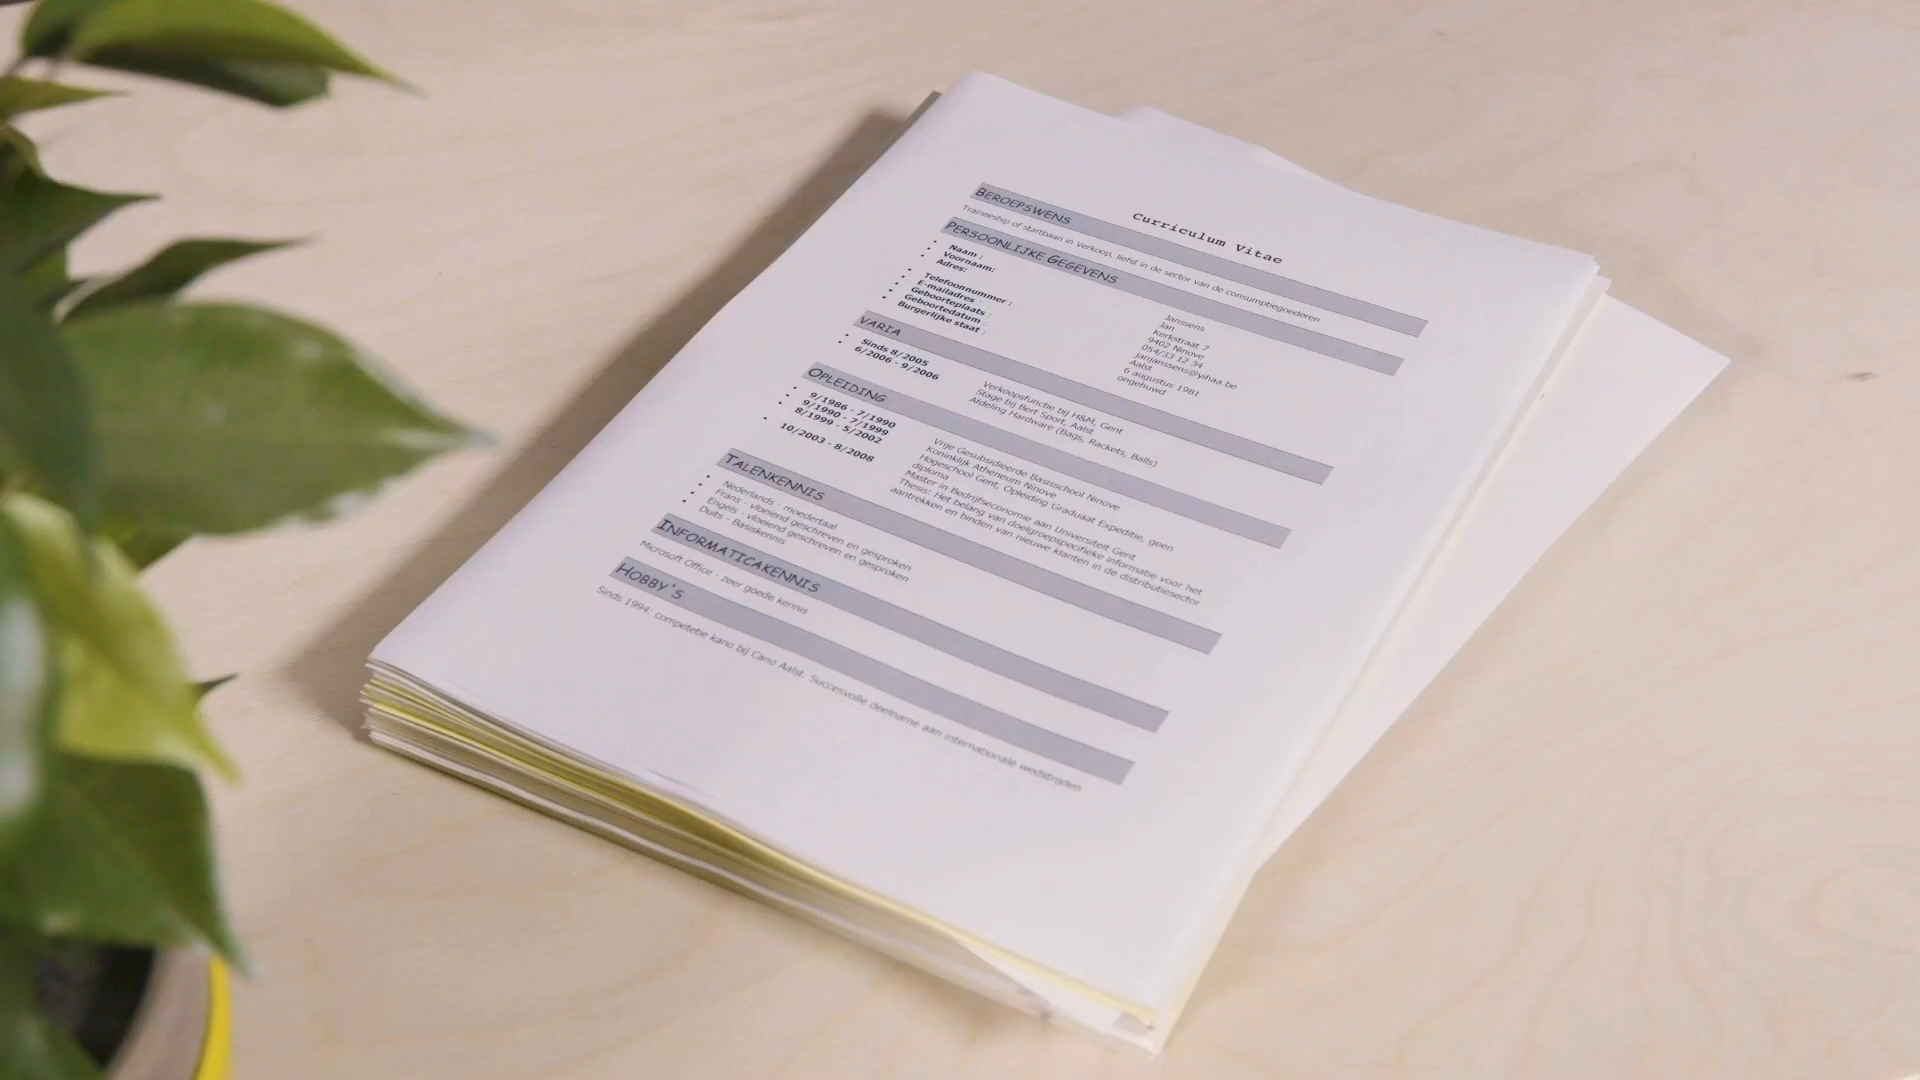 Curriculum Vitae
BEROEPSWENS
Traineeship of startbaan in Verkoop, liefst in de sector van de consumptiegoederen
PERSOONLIJKE GEGEVENS
Naam : Janssens
Voornaam: Jan
Adres: Kerkstraat 7
9402 Ninove
Telefoonnummer : 054/33 12 34
E-mailadres : janjanssens@yihaa.be
Geboorteplaats : Aalst
Geboortedatum : 6 augustus 1981
Burgerlijke staat : ongehuwd
VARIA
Sinds 8/2005 Verkoopsfunctie bij H&M, Gent
6/2006 - 9/2006 Stage bij Bert Sport, Aalst
Afdeling Hardware (Bags, Rackets, Balls)
OPLEIDING
9/1986 - 7/1990 Vrije Gesubsidieerde Basisschool Ninove
9/1990 - 7/1999 Koninklijk Atheneum Ninove
8/1999 - 5/2002 Hogeschool Gent, Opleiding Graduaat Expeditie, geen
diploma
10/2003 - 8/2008 Master in Bedrijfseconomie aan Universiteit Gent
Thesis: Het belang van doelgroepspecifieke informatie voor het
aantrekken en binden van nieuwe klanten in de distributiesector
TALENKENNIS
Nederlands - moedertaal
Frans - vloeiend geschreven en gesproken
Engels - vloeiend geschreven en gesproken
Duits - Basiskennis
INFORMATICAKENNIS
Microsoft Office - zeer goede kennis
HOBBY'S
Sinds 1994: competetie kano bij Cano Aalst. Succesvolle deelname aan internationale wedstrijden